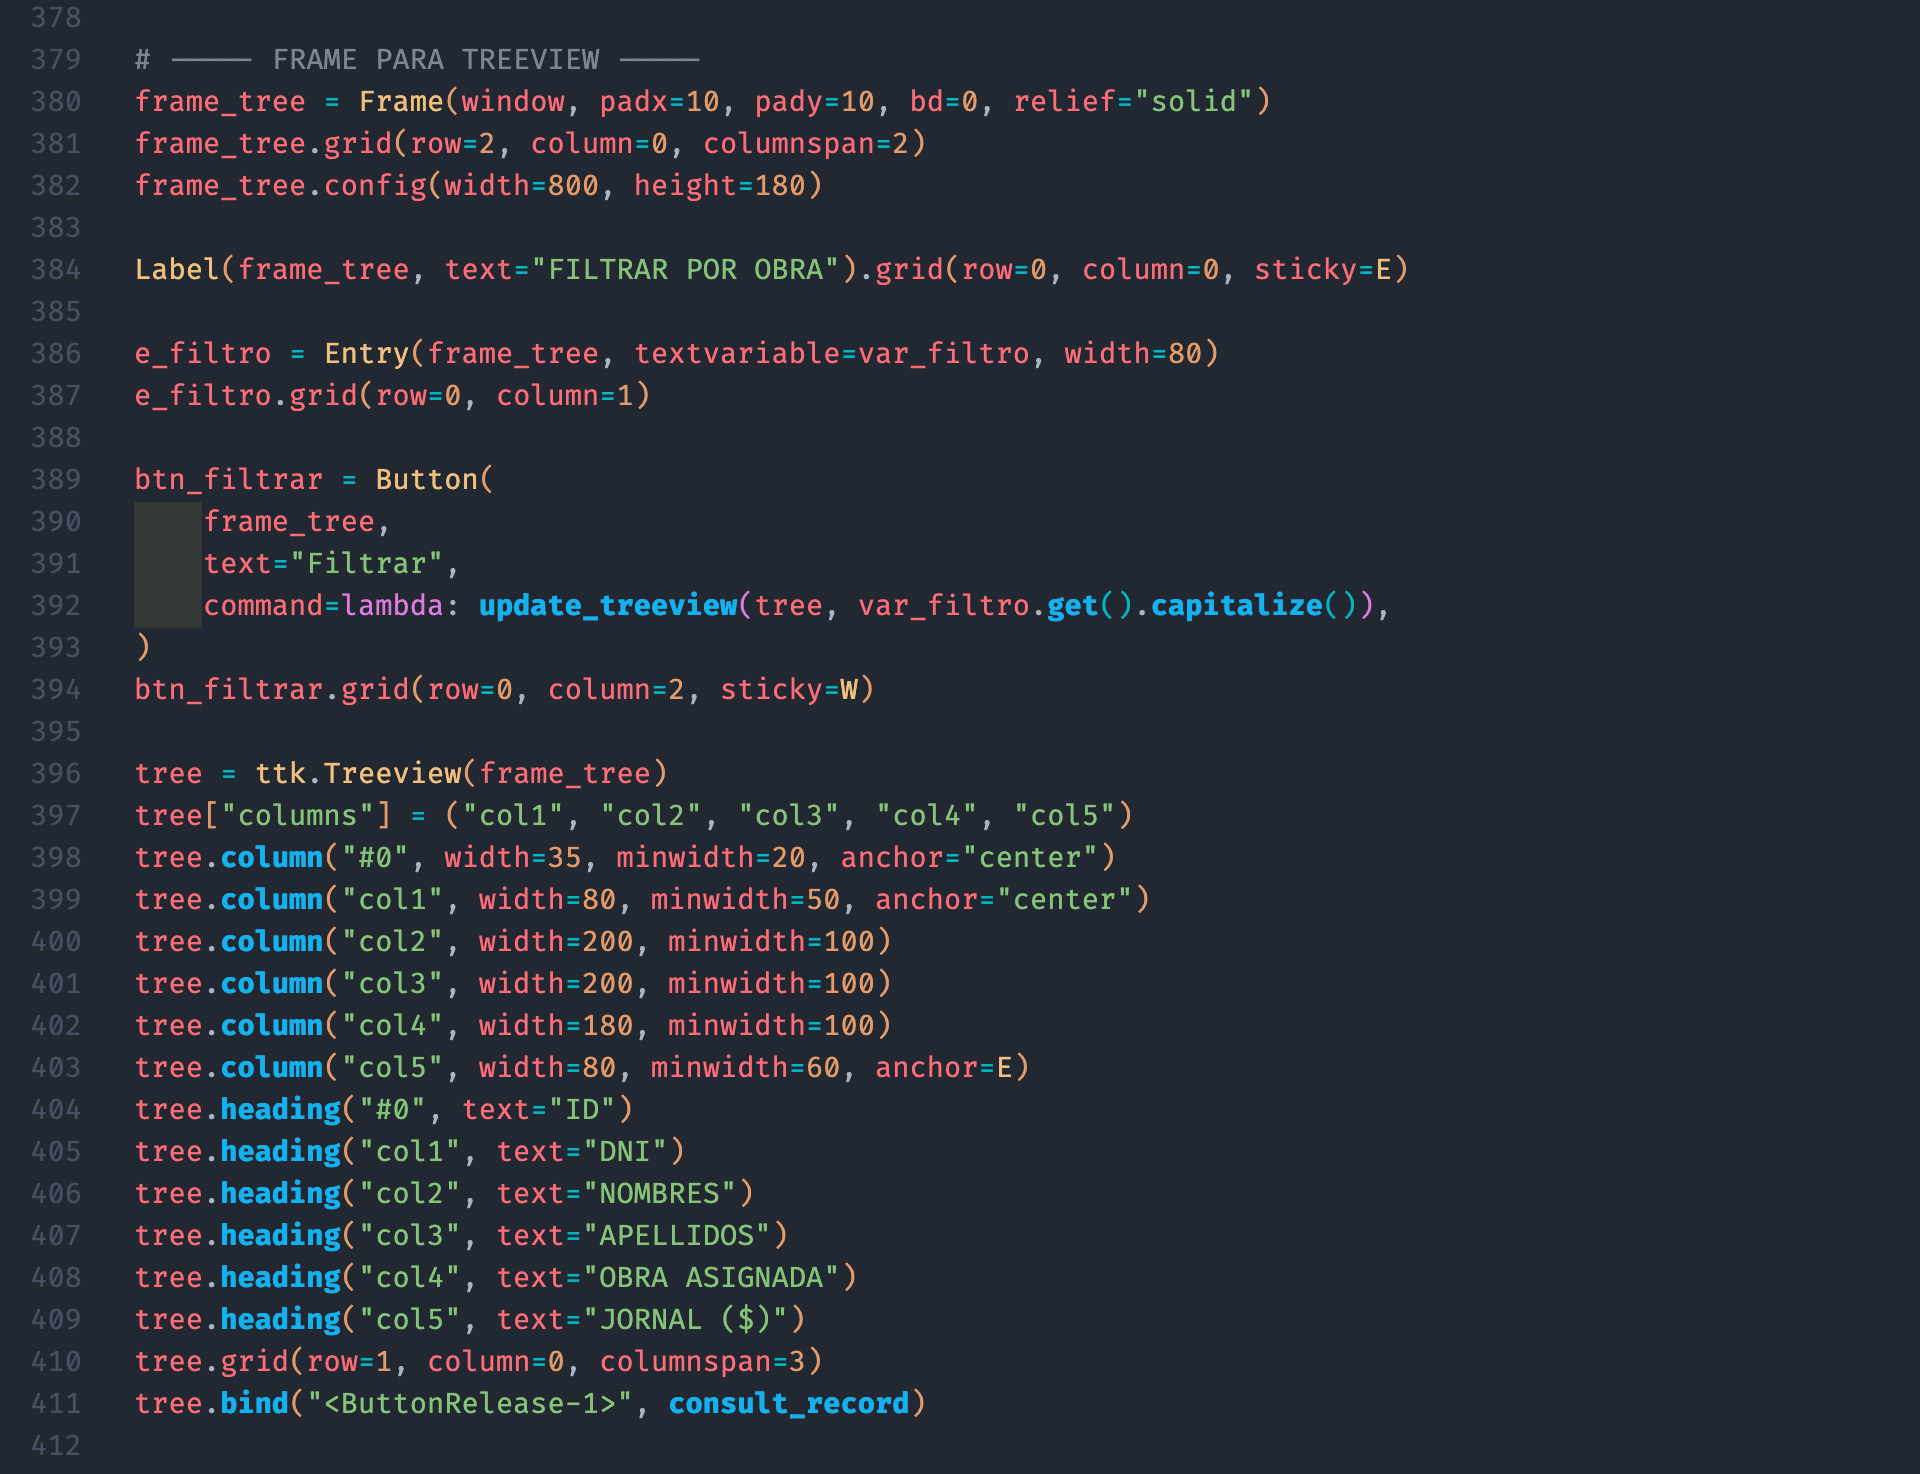 378
379 # ----- FRAME PARA TREEVIEW -----
380 frame_tree = Frame(window, padx=10, pady=10, bd=0, relief="solid")
381 frame_tree.grid(row=2, column=0, columnspan=2)
382 frame_tree.config(width=800, height=180)
383
384 Label(frame_tree, text="FILTRAR POR OBRA").grid(row=0, column=0, sticky=E)
385
386 e_filtro = Entry(frame_tree, textvariable=var_filtro, width=80)
387 e_filtro.grid(row=0, column=1)
388
389 btn_filtrar = Button(
390     frame_tree,
391     text="Filtrar",
392     command=lambda: update_treeview(tree, var_filtro.get().capitalize()),
393 )
394 btn_filtrar.grid(row=0, column=2, sticky=W)
395
396 tree = ttk.Treeview(frame_tree)
397 tree["columns"] = ("col1", "col2", "col3", "col4", "col5")
398 tree.column("#0", width=35, minwidth=20, anchor="center")
399 tree.column("col1", width=80, minwidth=50, anchor="center")
400 tree.column("col2", width=200, minwidth=100)
401 tree.column("col3", width=200, minwidth=100)
402 tree.column("col4", width=180, minwidth=100)
403 tree.column("col5", width=80, minwidth=60, anchor=E)
404 tree.heading("#0", text="ID")
405 tree.heading("col1", text="DNI")
406 tree.heading("col2", text="NOMBRES")
407 tree.heading("col3", text="APELLIDOS")
408 tree.heading("col4", text="OBRA ASIGNADA")
409 tree.heading("col5", text="JORNAL ($)")
410 tree.grid(row=1, column=0, columnspan=3)
411 tree.bind("<ButtonRelease-1>", consult_record)
412